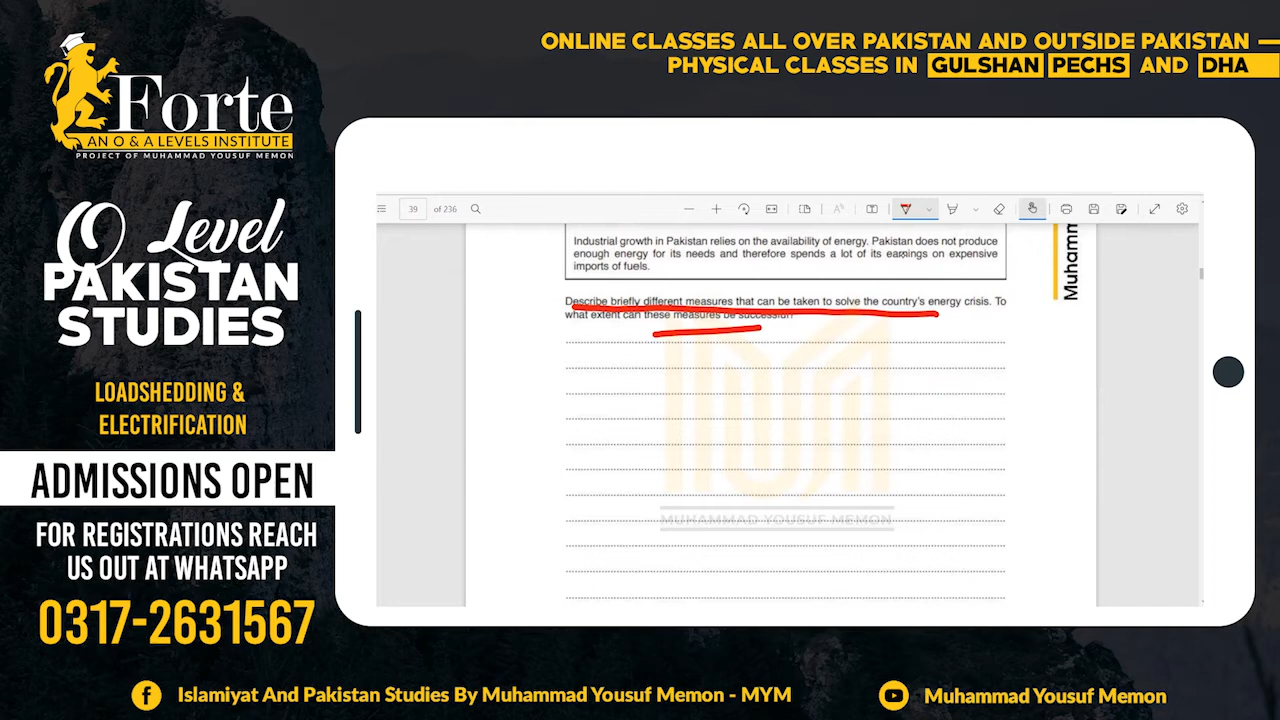 Forte
AN O & A LEVELS INSTITUTE
PROJECT OF MUHAMMAD YOUSUF MEMON
O Level
PAKISTAN
STUDIES
LOADSHEDDING &
ELECTRIFICATION
ADMISSIONS OPEN
FOR REGISTRATIONS REACH
US OUT AT WHATSAPP
0317-2631567
ONLINE CLASSES ALL OVER PAKISTAN AND OUTSIDE PAKISTAN
PHYSICAL CLASSES IN GULSHAN PECHS AND DHA
39 of 236
Industrial growth in Pakistan relies on the availability of energy. Pakistan does not produce
enough energy for its needs and therefore spends a lot of its earnings on expensive
imports of fuels.
Describe briefly different measures that can be taken to solve the country's energy crisis. To
what extent can these measures be successful?
Muhamm
MUHAMMAD YOUSUF MEMON
Islamiyat And Pakistan Studies By Muhammad Yousuf Memon - MYM
Muhammad Yousuf Memon